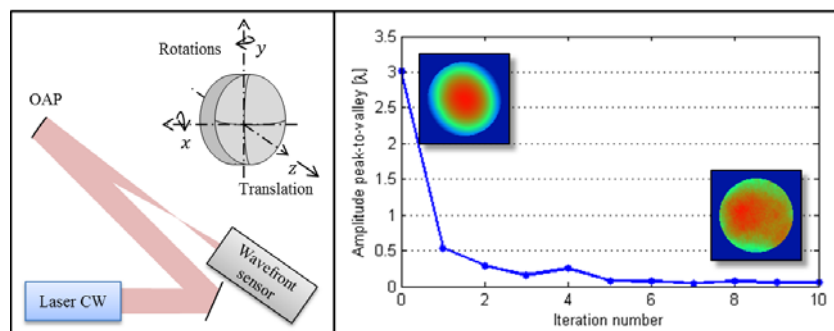 Rotations
y
OAP
x
z
Translation
Wavefront
sensor
Laser CW
Amplitude peak-to-valley [λ]
3.5
3
2.5
2
1.5
1
0.5
0
0 2 4 6 8 10
Iteration number